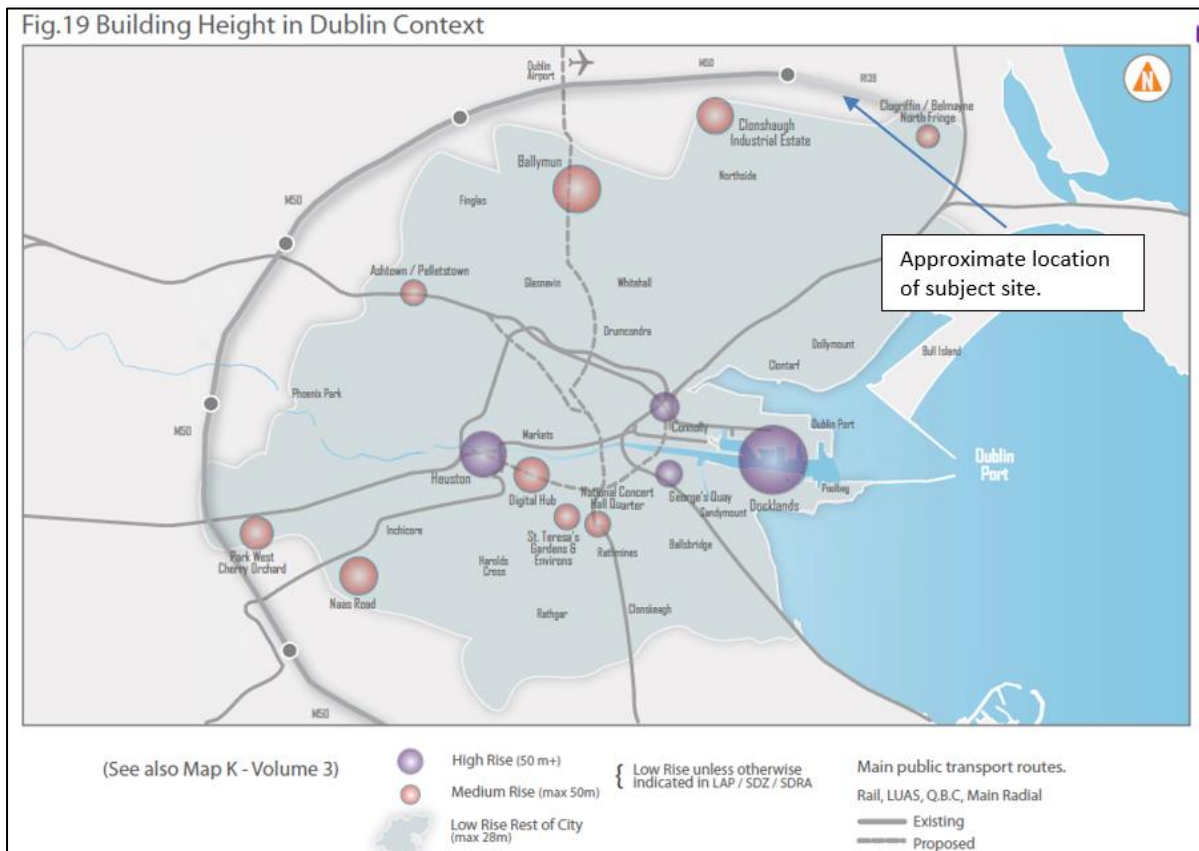 Fig.19 Building Height in Dublin Context
Dublin
Airport
M50
R139
Clogriffin / Belmayne
North Fringe
Clonshaugh
Industrial Estate
Ballymun
Northside
Finglas
M50
Approximate location
of subject site.
Ashtown / Pelletstown
Glasnevin
Whitehall
Drumcondra
Dollymount
Bull Island
Clontarf
Phoenix Park
M50
Connolly
Dublin Port
Markets
Dublin
Port
Heuston
Digital Hub
National Concert
Hall Quarter
George's Quay
Sandymount
Docklands
Poolbeg
Inchicore
St. Teresa's
Gardens &
Environs
Rathmines
Ballsbridge
Park West
Cherry Orchard
Harolds
Cross
Naas Road
Rathgar
Clonskeagh
M50
N
(See also Map K - Volume 3)
High Rise (50 m+)
Medium Rise (max 50m)
Low Rise Rest of City
(max 28m)
{ Low Rise unless otherwise
indicated in LAP / SDZ / SDRA
Main public transport routes.
Rail, LUAS, Q.B.C, Main Radial
Existing
Proposed